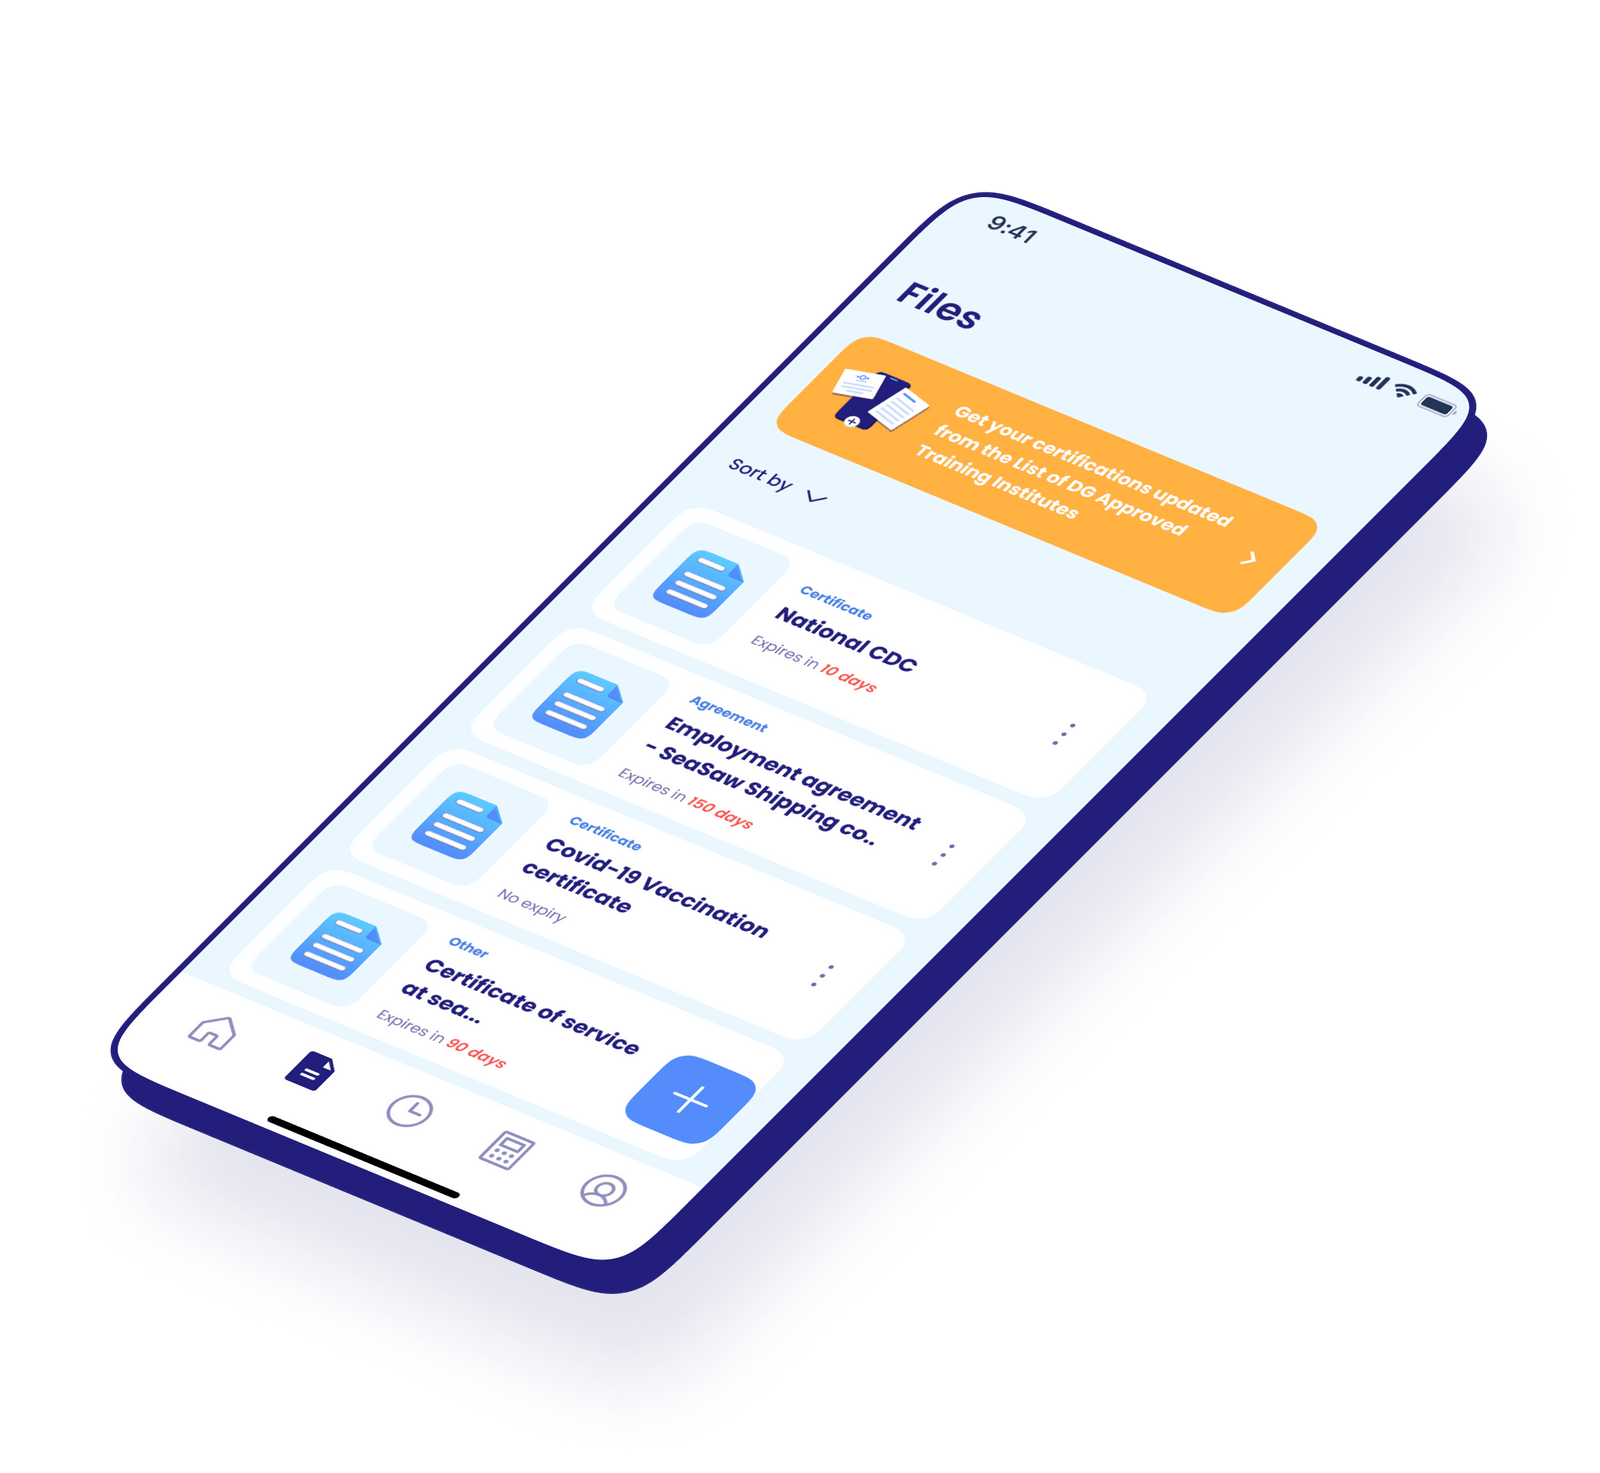 9:41
Files
Get your certifications updated
from the List of DG Approved
Training Institutes
Sort by
Certificate
National CDC
Expires in 10 days
Agreement
Employment agreement
- SeaSaw Shipping co..
Expires in 150 days
Certificate
Covid-19 Vaccination
certificate
No expiry
Other
Certificate of service
at sea...
Expires in 90 days